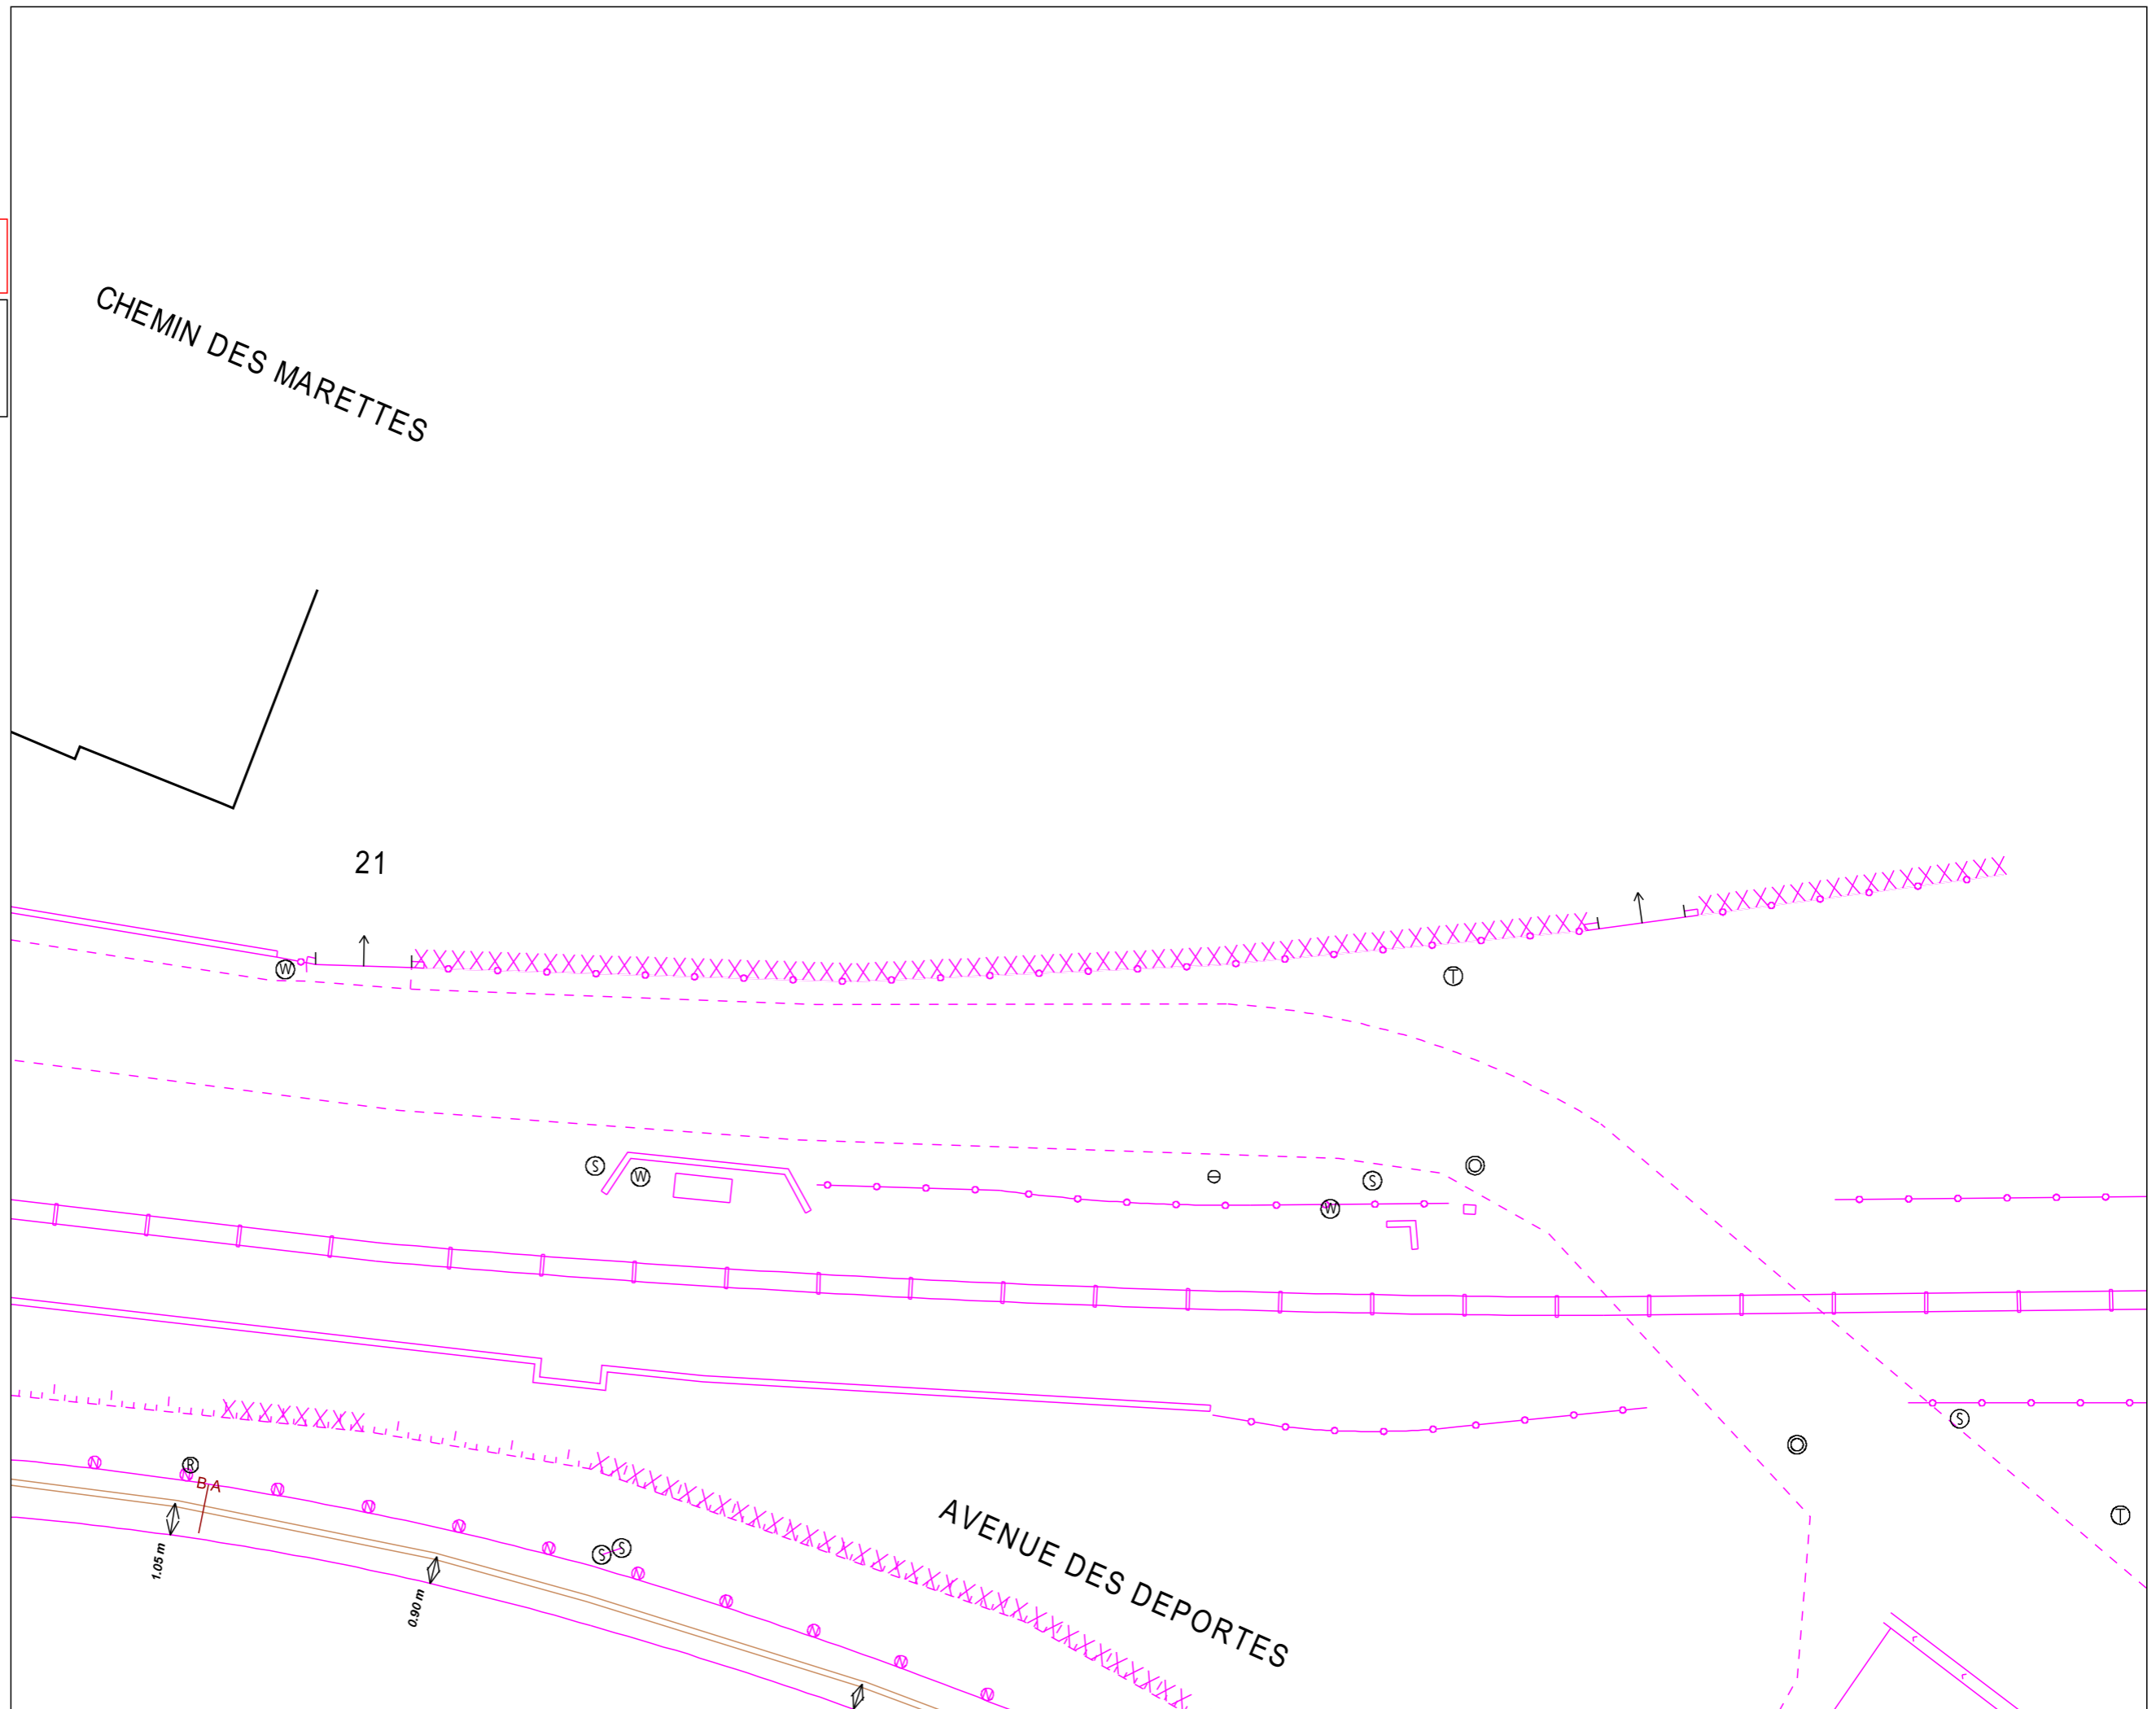 CHEMIN DES MARETTES
21
W
T
S
W
S
W
S
R
B A
S S
T
N N N N N N N N N N N
1.05 m
0.90 m
AVENUE DES DEPORTES